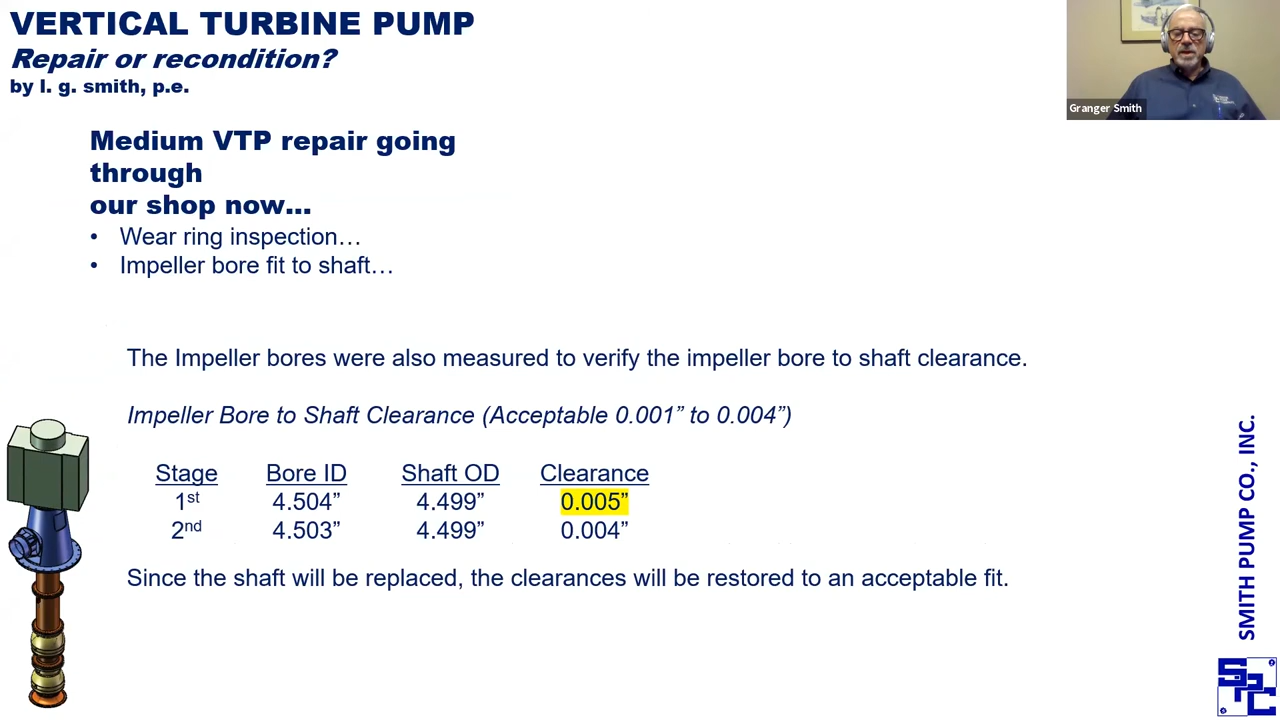 VERTICAL TURBINE PUMP
Repair or recondition?
by I. g. smith, p.e.
Granger Smith
Medium VTP repair going
through
our shop now…
• Wear ring inspection…
• Impeller bore fit to shaft…
The Impeller bores were also measured to verify the impeller bore to shaft clearance.
Impeller Bore to Shaft Clearance (Acceptable 0.001” to 0.004”)
Stage Bore ID Shaft OD Clearance
1st 4.504” 4.499” 0.005”
2nd 4.503” 4.499” 0.004”
Since the shaft will be replaced, the clearances will be restored to an acceptable fit.
SMITH PUMP CO., INC.
SPC